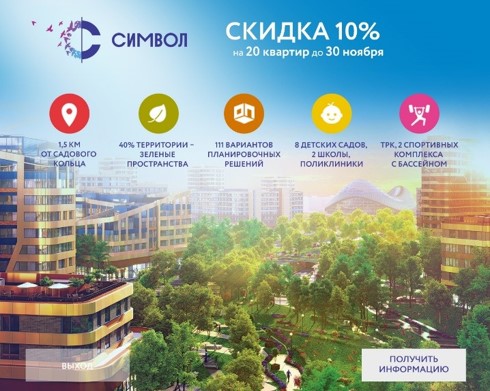 СИМВОЛ
СКИДКА 10%
на 20 квартир до 30 ноября
1,5 КМ
ОТ САДОВОГО
КОЛЬЦА
40% ТЕРРИТОРИИ –
ЗЕЛЕНЫЕ
ПРОСТРАНСТВА
111 ВАРИАНТОВ
ПЛАНИРОВОЧНЫХ
РЕШЕНИЙ
8 ДЕТСКИХ САДОВ,
2 ШКОЛЫ,
ПОЛИКЛИНИКИ
ТРК, 2 СПОРТИВНЫХ
КОМПЛЕКСА
С БАССЕЙНОМ
ВЫХОД
ПОЛУЧИТЬ
ИНФОРМАЦИЮ